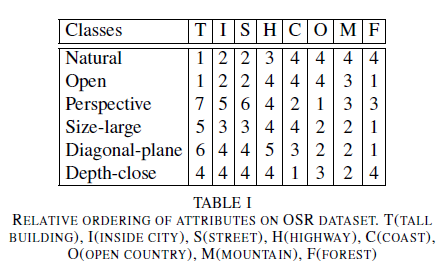 Classes T I S H C O M F
Natural 1 2 2 3 4 4 4 4
Open 1 2 2 4 4 4 3 1
Perspective 7 5 6 4 2 1 3 3
Size-large 5 3 3 4 4 2 2 1
Diagonal-plane 6 4 4 5 3 2 2 1
Depth-close 4 4 4 4 1 3 2 4
TABLE I
RELATIVE ORDERING OF ATTRIBUTES ON OSR DATASET. T(TALL
BUILDING), I(INSIDE CITY), S(STREET), H(HIGHWAY), C(COAST),
O(OPEN COUNTRY), M(MOUNTAIN), F(FOREST)